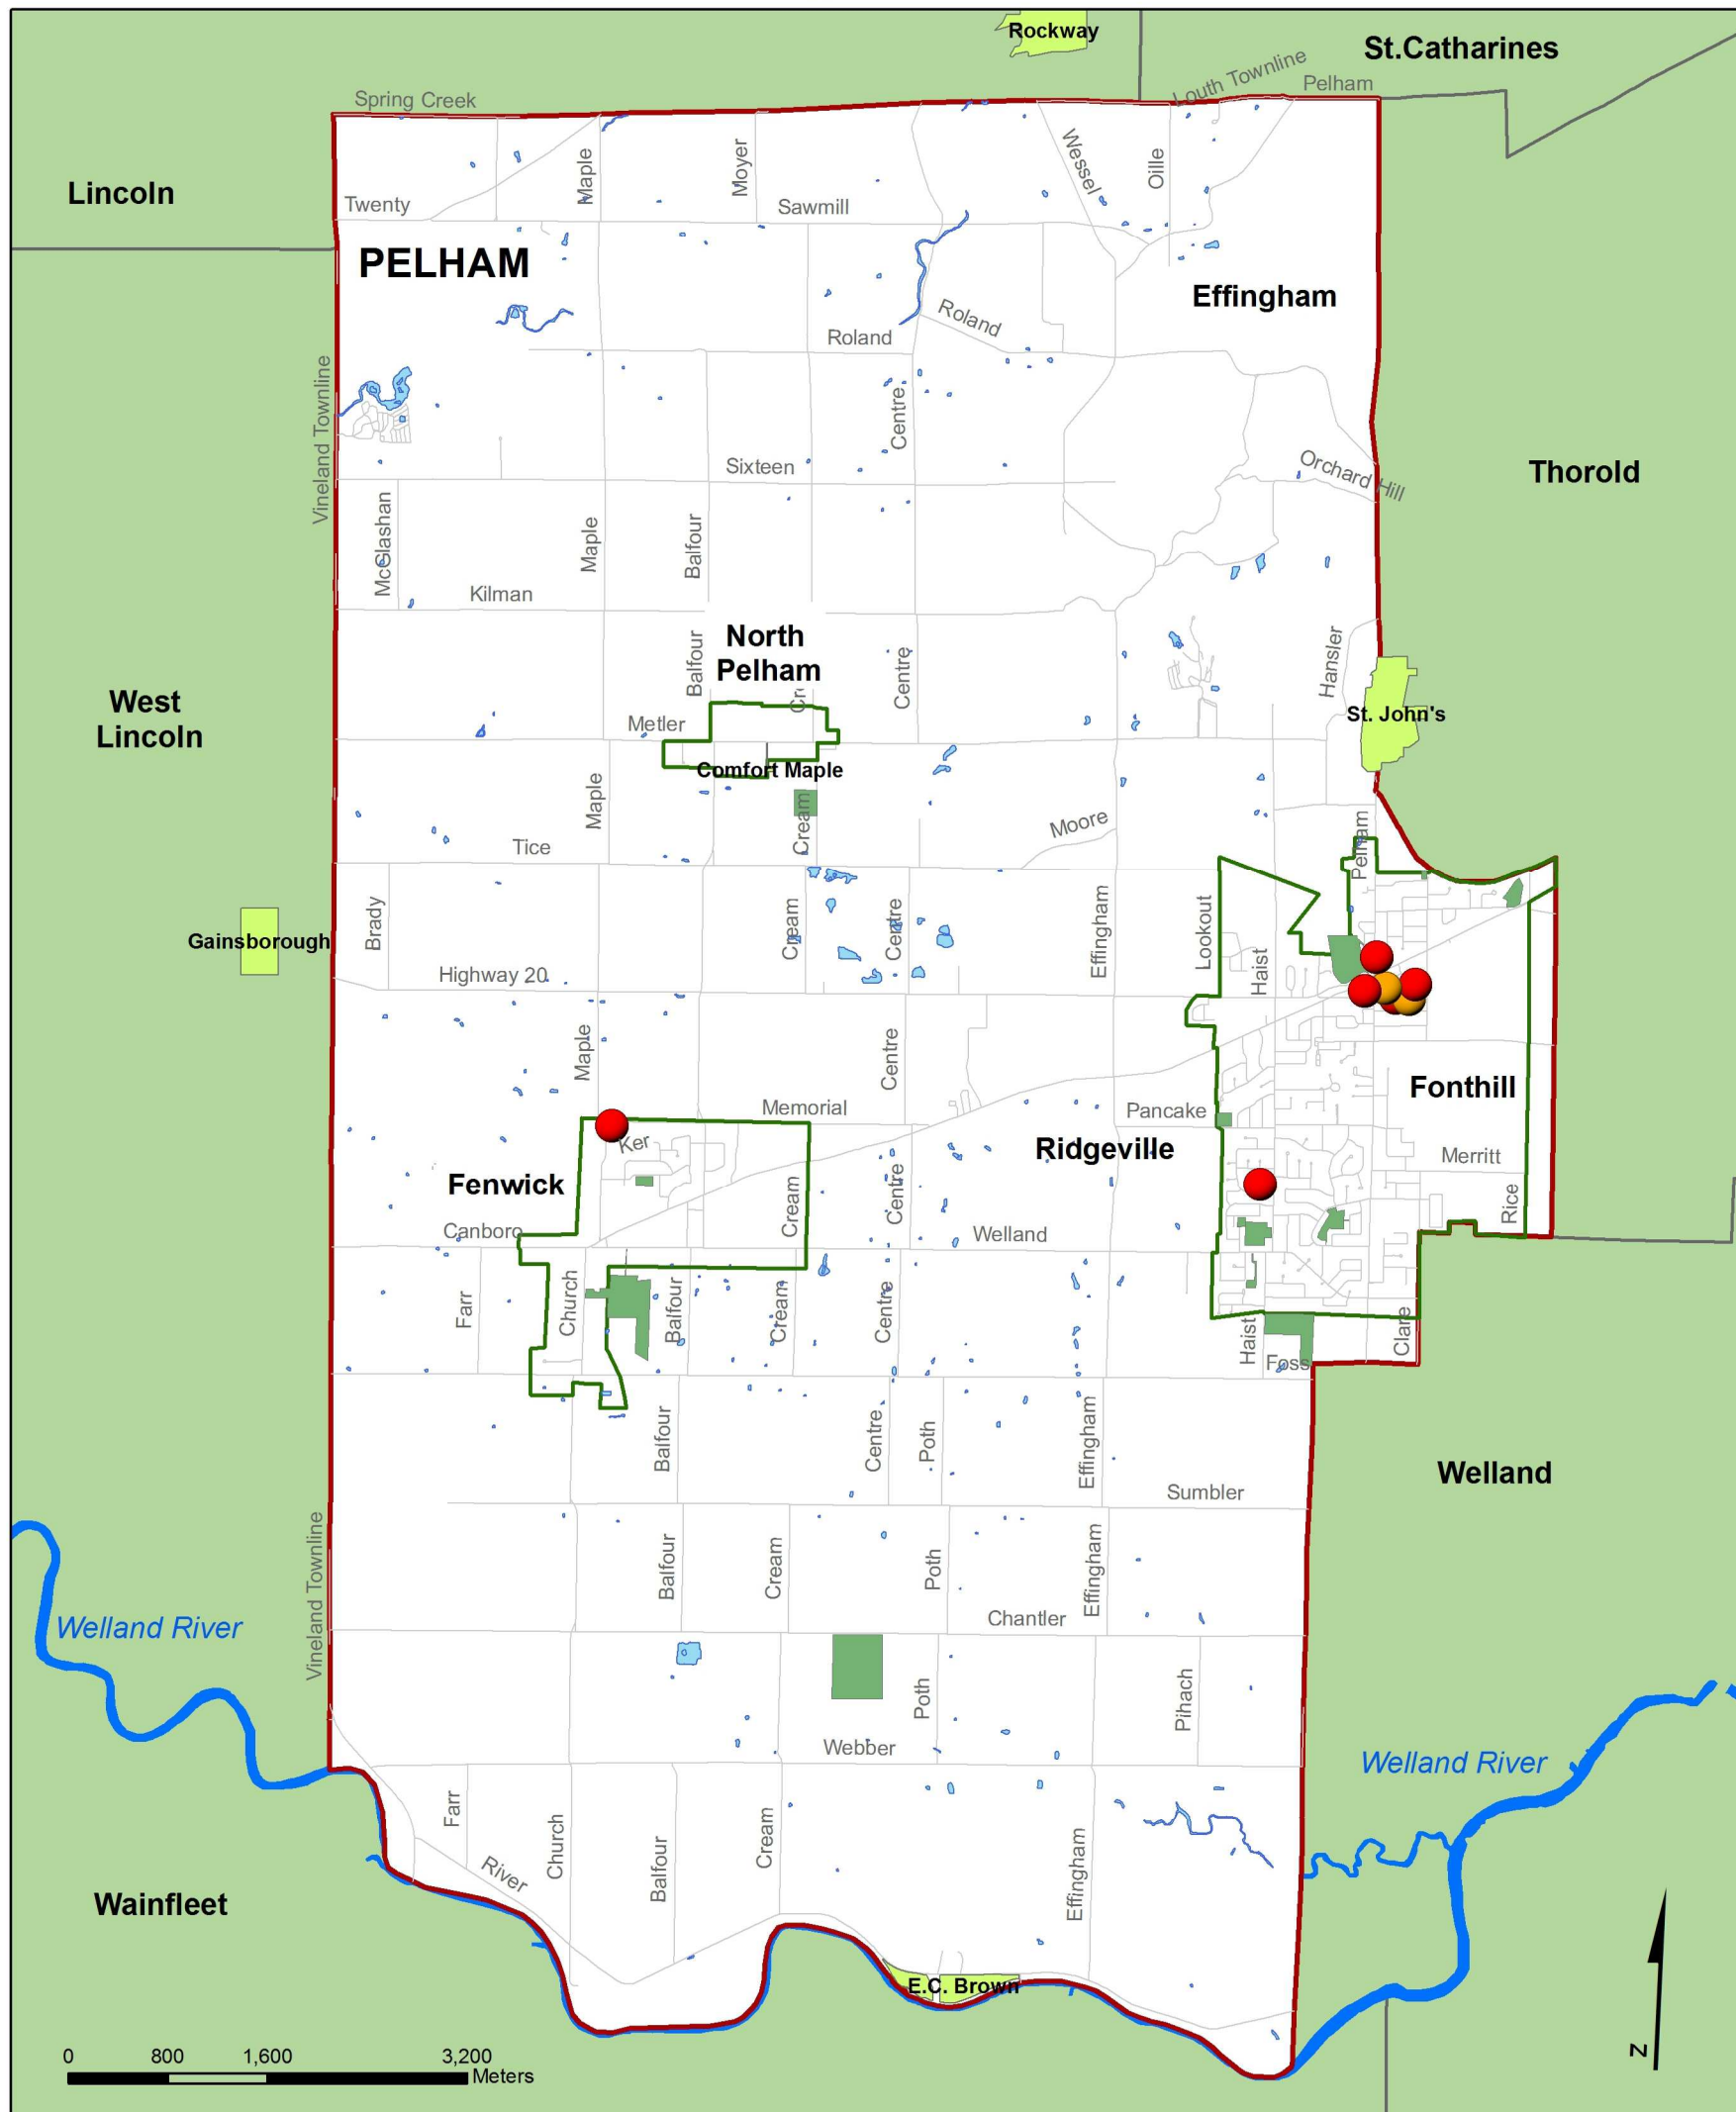 Rockway
St.Catharines
Louth Townline
Pelham
Spring Creek
Lincoln
Twenty
Maple
Moyer
Sawmill
Wessel
Oille
PELHAM
Effingham
Roland
Roland
Vineland Townline
Centre
Sixteen
Orchard Hill
Thorold
McGlashan
Maple
Balfour
Kilman
North
Pelham
Balfour
Cr
Centre
Hansler
West
Lincoln
Metler
St. John's
Comfort Maple
Maple
Cream
Moore
Pelham
Tice
Brady
Gainsborough
Cream
Centre
Effingham
Lookout
Haist
Highway 20
Maple
Centre
Fonthill
Memorial
Pancake
Ker
Ridgeville
Merritt
Fenwick
Cream
Centre
Rice
Canboro
Welland
Farr
Church
Balfour
Cream
Centre
Haist
Foss
Clare
Balfour
Centre
Poth
Effingham
Welland
Sumbler
Vineland Townline
Balfour
Cream
Poth
Effingham
Welland River
Chantler
Poth
Pihach
Webber
Welland River
Farr
Church
Balfour
Cream
Effingham
River
Wainfleet
E.C. Brown
0 800 1,600 3,200
Meters
N